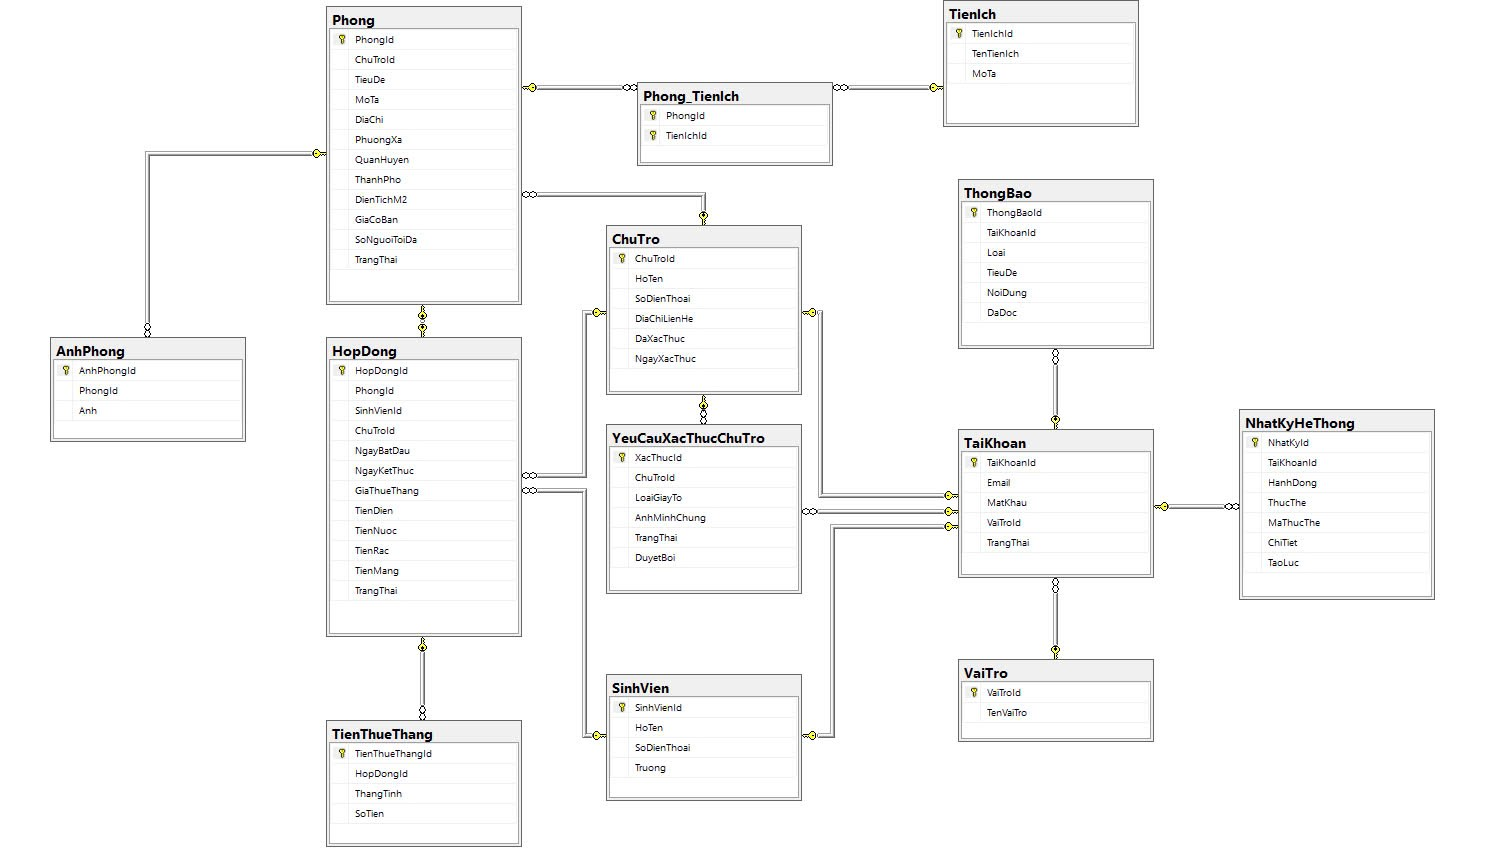 Phong
PhongId
ChuTroId
TieuDe
MoTa
DiaChi
PhuongXa
QuanHuyen
ThanhPho
DienTichM2
GiaCoBan
SoNguoiToiDa
TrangThai
TienIch
TienIchId
TenTienIch
MoTa
Phong_TienIch
PhongId
TienIchId
ThongBao
ThongBaoId
TaiKhoanId
Loai
TieuDe
NoiDung
DaDoc
ChuTro
ChuTroId
HoTen
SoDienThoai
DiaChiLienHe
DaXacThuc
NgayXacThuc
AnhPhong
AnhPhongId
PhongId
Anh
HopDong
HopDongId
PhongId
SinhVienId
ChuTroId
NgayBatDau
NgayKetThuc
GiaThueThang
TienDien
TienNuoc
TienRac
TienMang
TrangThai
YeuCauXacThucChuTro
XacThucId
ChuTroId
LoaiGiayTo
AnhMinhChung
TrangThai
DuyetBoi
TaiKhoan
TaiKhoanId
Email
MatKhau
VaiTroId
TrangThai
NhatKyHeThong
NhatKyId
TaiKhoanId
HanhDong
ThucThe
MaThucThe
ChiTiet
TaoLuc
SinhVien
SinhVienId
HoTen
SoDienThoai
Truong
VaiTro
VaiTroId
TenVaiTro
TienThueThang
TienThueThangId
HopDongId
ThangTinh
SoTien